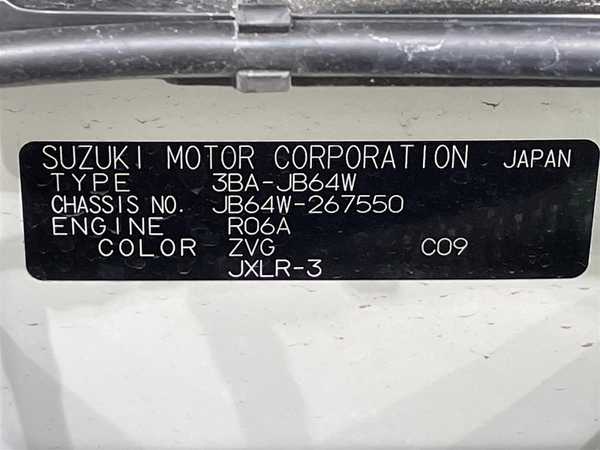 SUZUKI MOTOR CORPORATION JAPAN
TYPE 3BA-JB64W
CHASSIS NO. JB64W-267550
ENGINE R06A
COLOR ZVG C09
JXLR-3